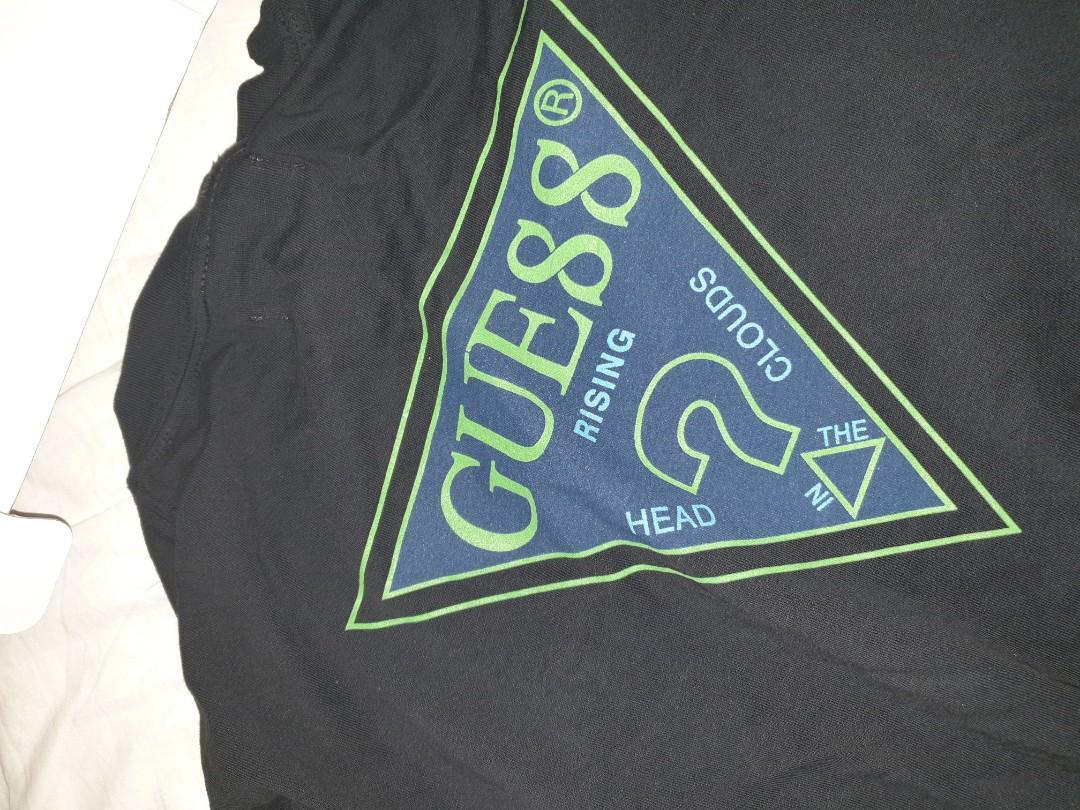 GUESS®
RISING
HEAD
?
CLOUDS
IN
THE